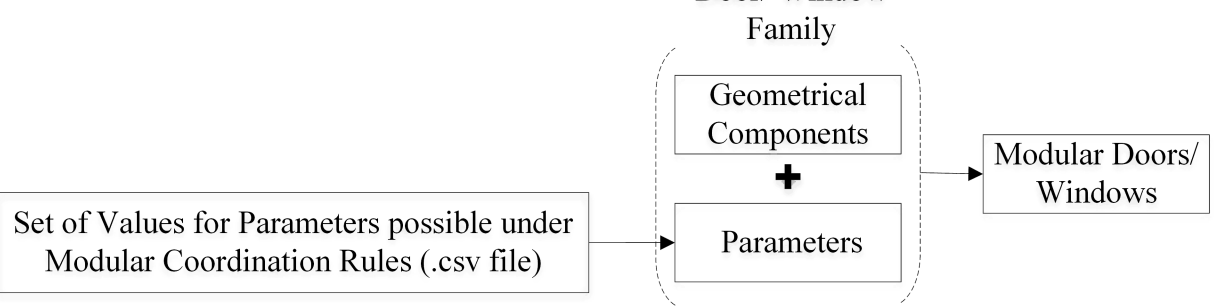 Family
Geometrical
Components
Modular Doors/
Windows
Set of Values for Parameters possible under
Modular Coordination Rules (.csv file)
Parameters